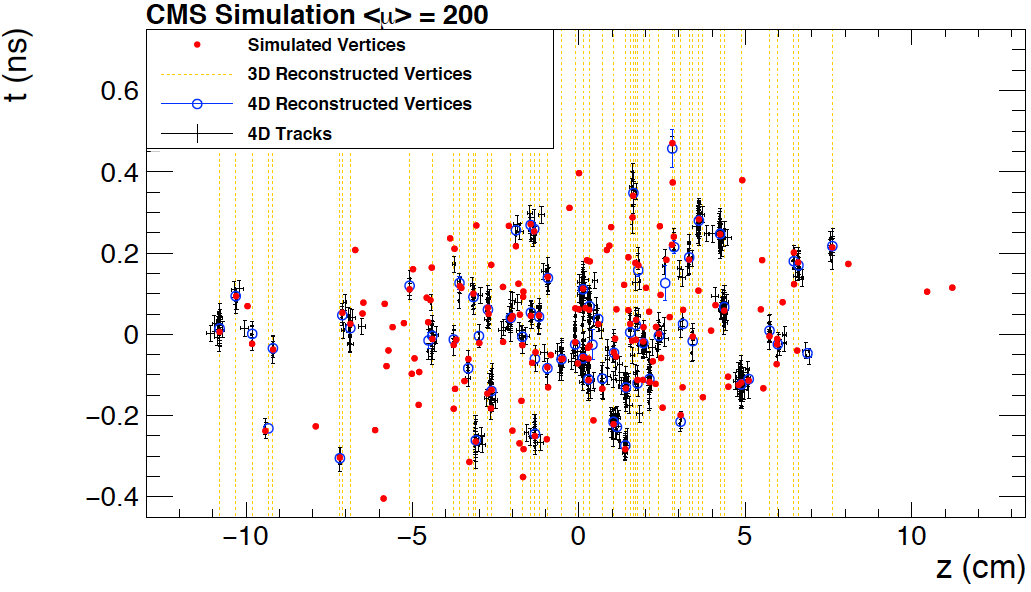 CMS Simulation <μ> = 200
t (ns)
Simulated Vertices
3D Reconstructed Vertices
4D Reconstructed Vertices
4D Tracks
0.6
0.4
0.2
0
−0.2
−0.4
−10 −5 0 5 10
z (cm)